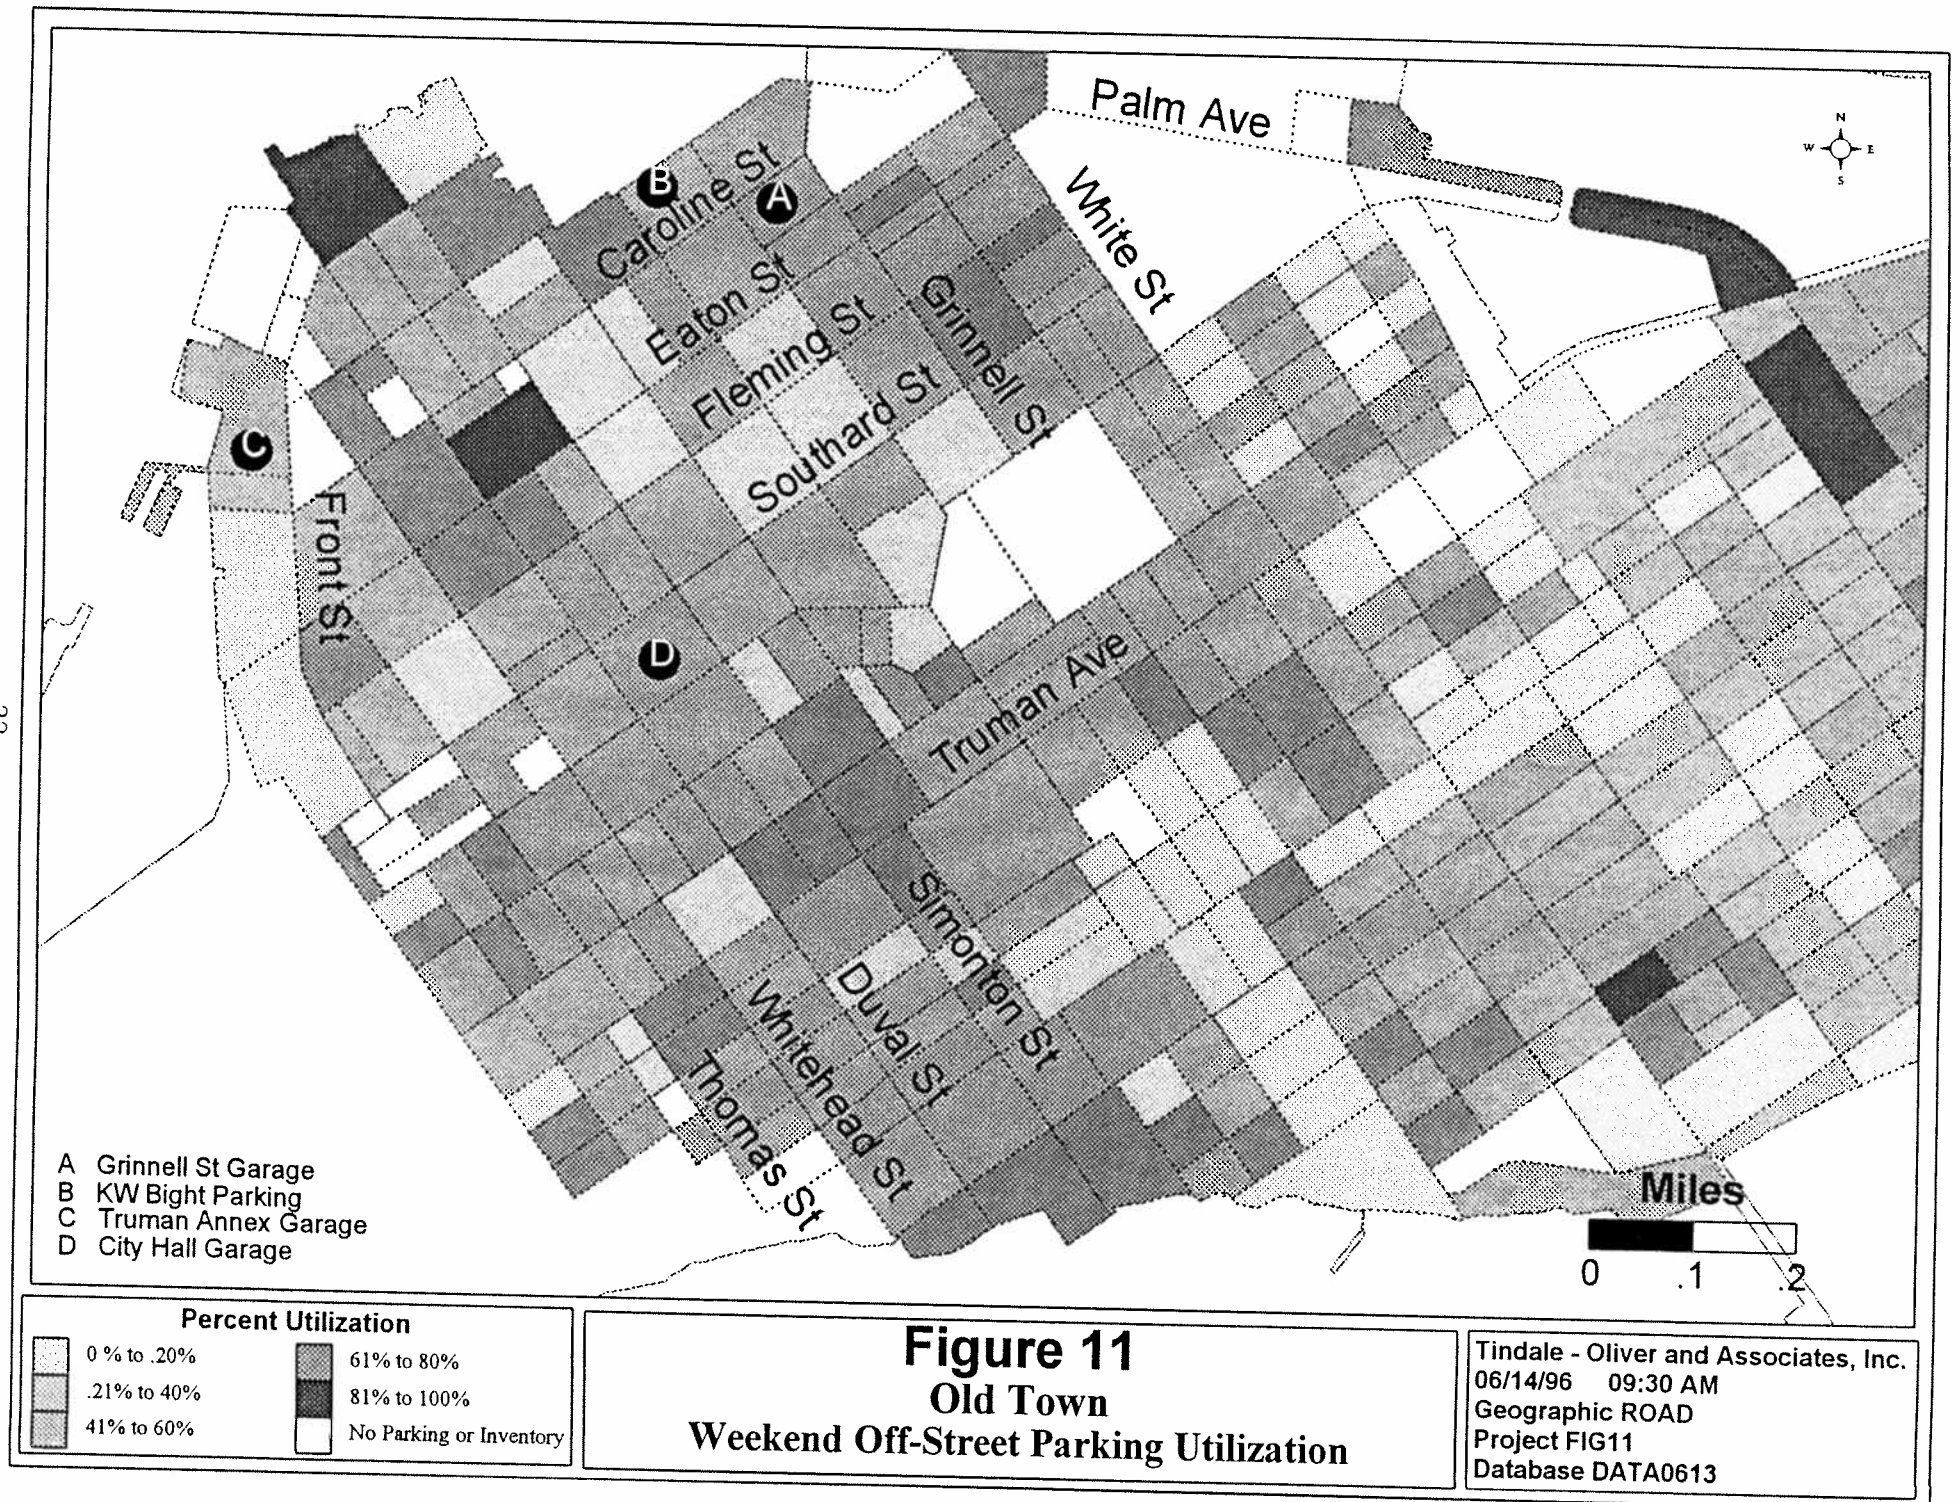 Palm Ave
N
W E
S
B
A
Caroline St
White St
Eaton St
Grinnell St
Fleming St
Southard St
C
Front St
D
Truman Ave
Simonton St
Duval St
Whitehead St
Thomas St
A Grinnell St Garage
B KW Bight Parking
C Truman Annex Garage
D City Hall Garage
Miles
0 .1 .2
Percent Utilization
0 % to .20%
.21% to 40%
41% to 60%
61% to 80%
81% to 100%
No Parking or Inventory
Figure 11
Old Town
Weekend Off-Street Parking Utilization
Tindale - Oliver and Associates, Inc.
06/14/96 09:30 AM
Geographic ROAD
Project FIG11
Database DATA0613